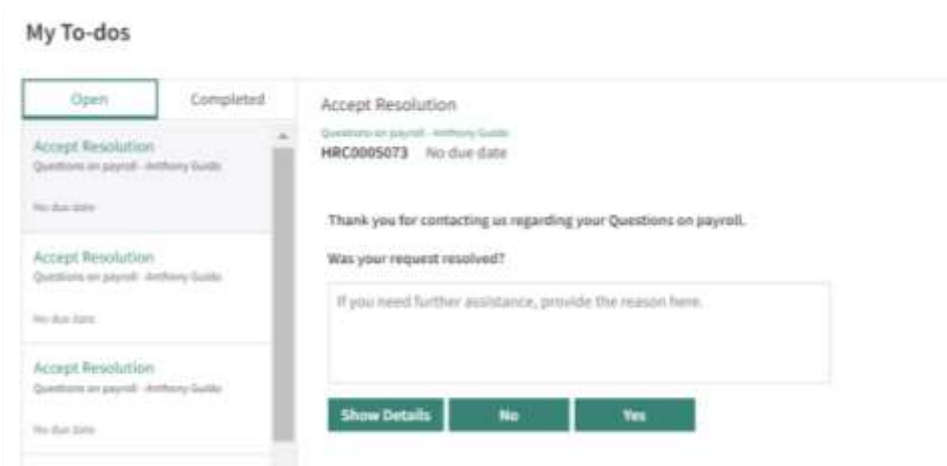 My To-dos
Open
Completed
Accept Resolution
Questions on payroll - Anthony Guido
No due date
Accept Resolution
Questions on payroll - Anthony Guido
No due date
Accept Resolution
Questions on payroll - Anthony Guido
No due date
Accept Resolution
Questions on payroll - Anthony Guido
HRC0005073 No due date
Thank you for contacting us regarding your Questions on payroll.
Was your request resolved?
If you need further assistance, provide the reason here.
Show Details
No
Yes